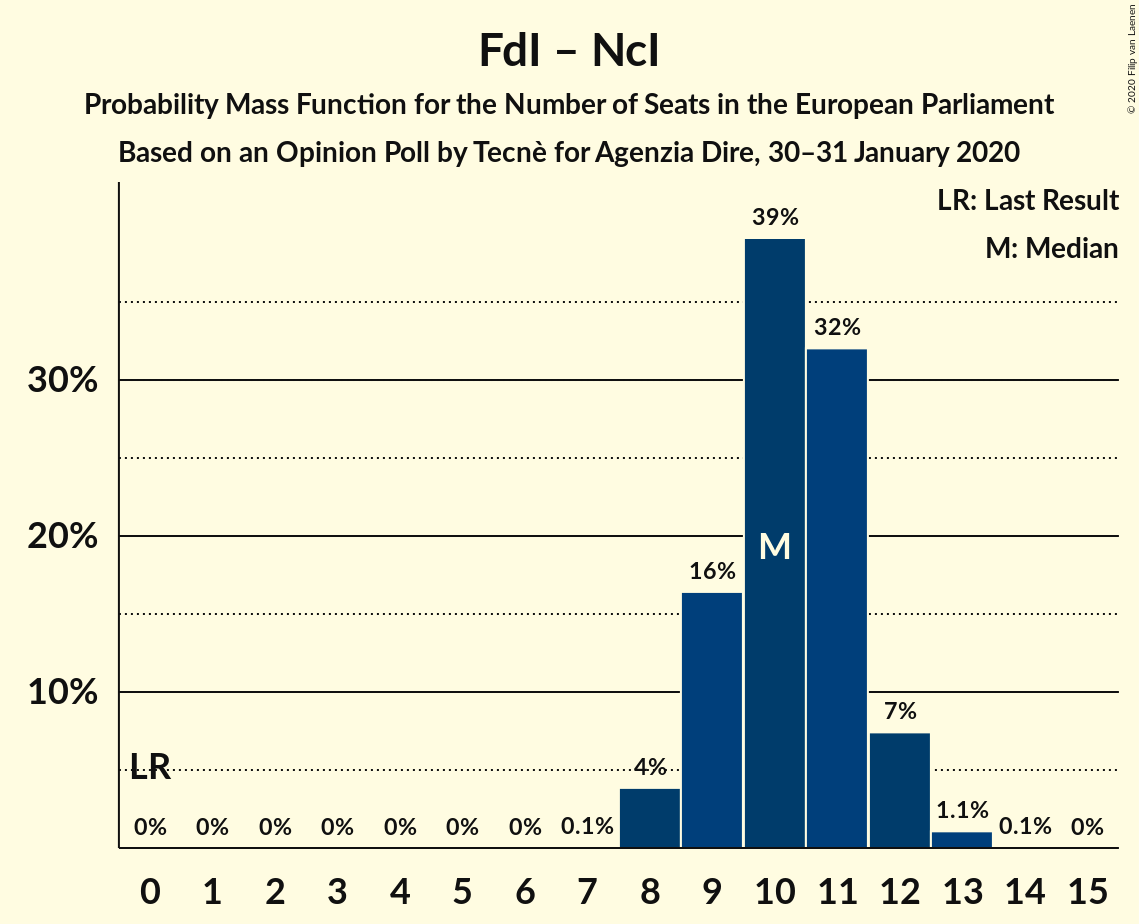 FdI – NcI
Probability Mass Function for the Number of Seats in the European Parliament
Based on an Opinion Poll by Tecnè for Agenzia Dire, 30–31 January 2020
© 2020 Filip van Laenen
LR: Last Result
M: Median
39%
32%
30%
20%
M
16%
10%
7%
LR
4%
0% 0% 0% 0% 0% 0% 0% 0.1% 1.1% 0.1% 0%
0 1 2 3 4 5 6 7 8 9 10 11 12 13 14 15